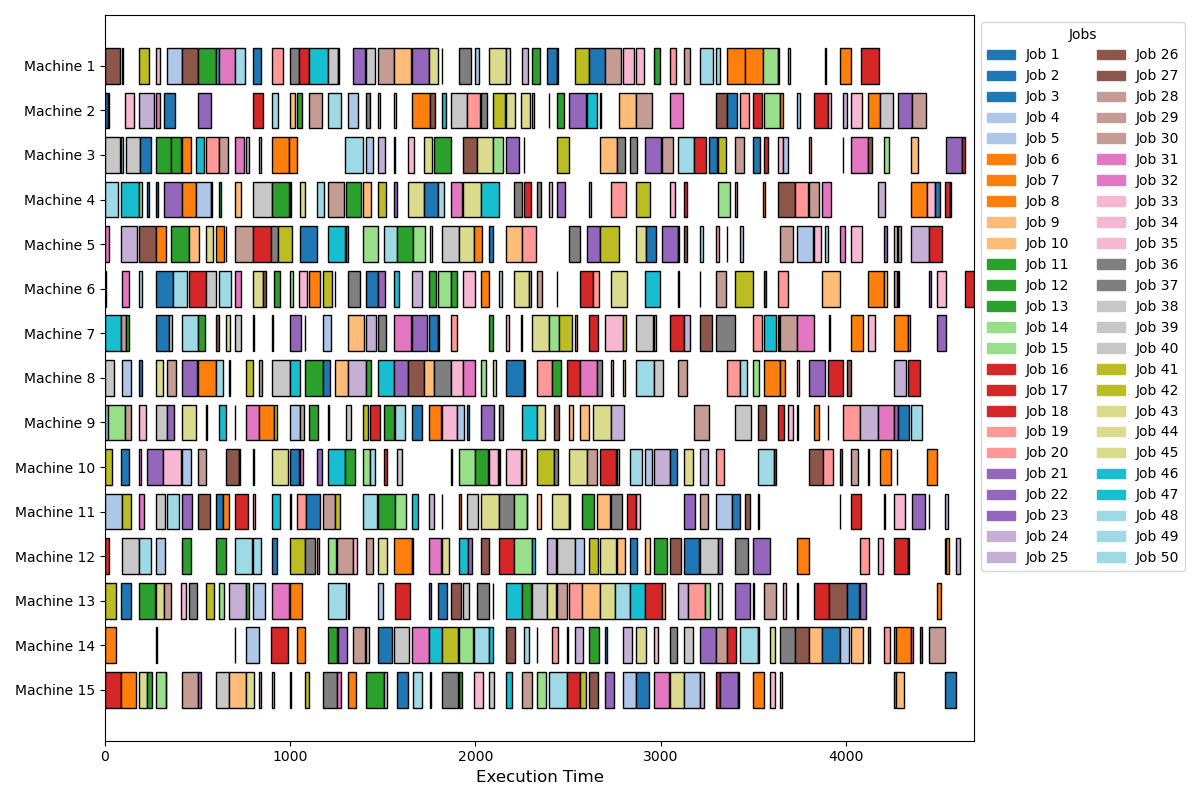 Machine 1
Machine 2
Machine 3
Machine 4
Machine 5
Machine 6
Machine 7
Machine 8
Machine 9
Machine 10
Machine 11
Machine 12
Machine 13
Machine 14
Machine 15
0 1000 2000 3000 4000
Execution Time
Jobs
Job 1
Job 2
Job 3
Job 4
Job 5
Job 6
Job 7
Job 8
Job 9
Job 10
Job 11
Job 12
Job 13
Job 14
Job 15
Job 16
Job 17
Job 18
Job 19
Job 20
Job 21
Job 22
Job 23
Job 24
Job 25
Job 26
Job 27
Job 28
Job 29
Job 30
Job 31
Job 32
Job 33
Job 34
Job 35
Job 36
Job 37
Job 38
Job 39
Job 40
Job 41
Job 42
Job 43
Job 44
Job 45
Job 46
Job 47
Job 48
Job 49
Job 50